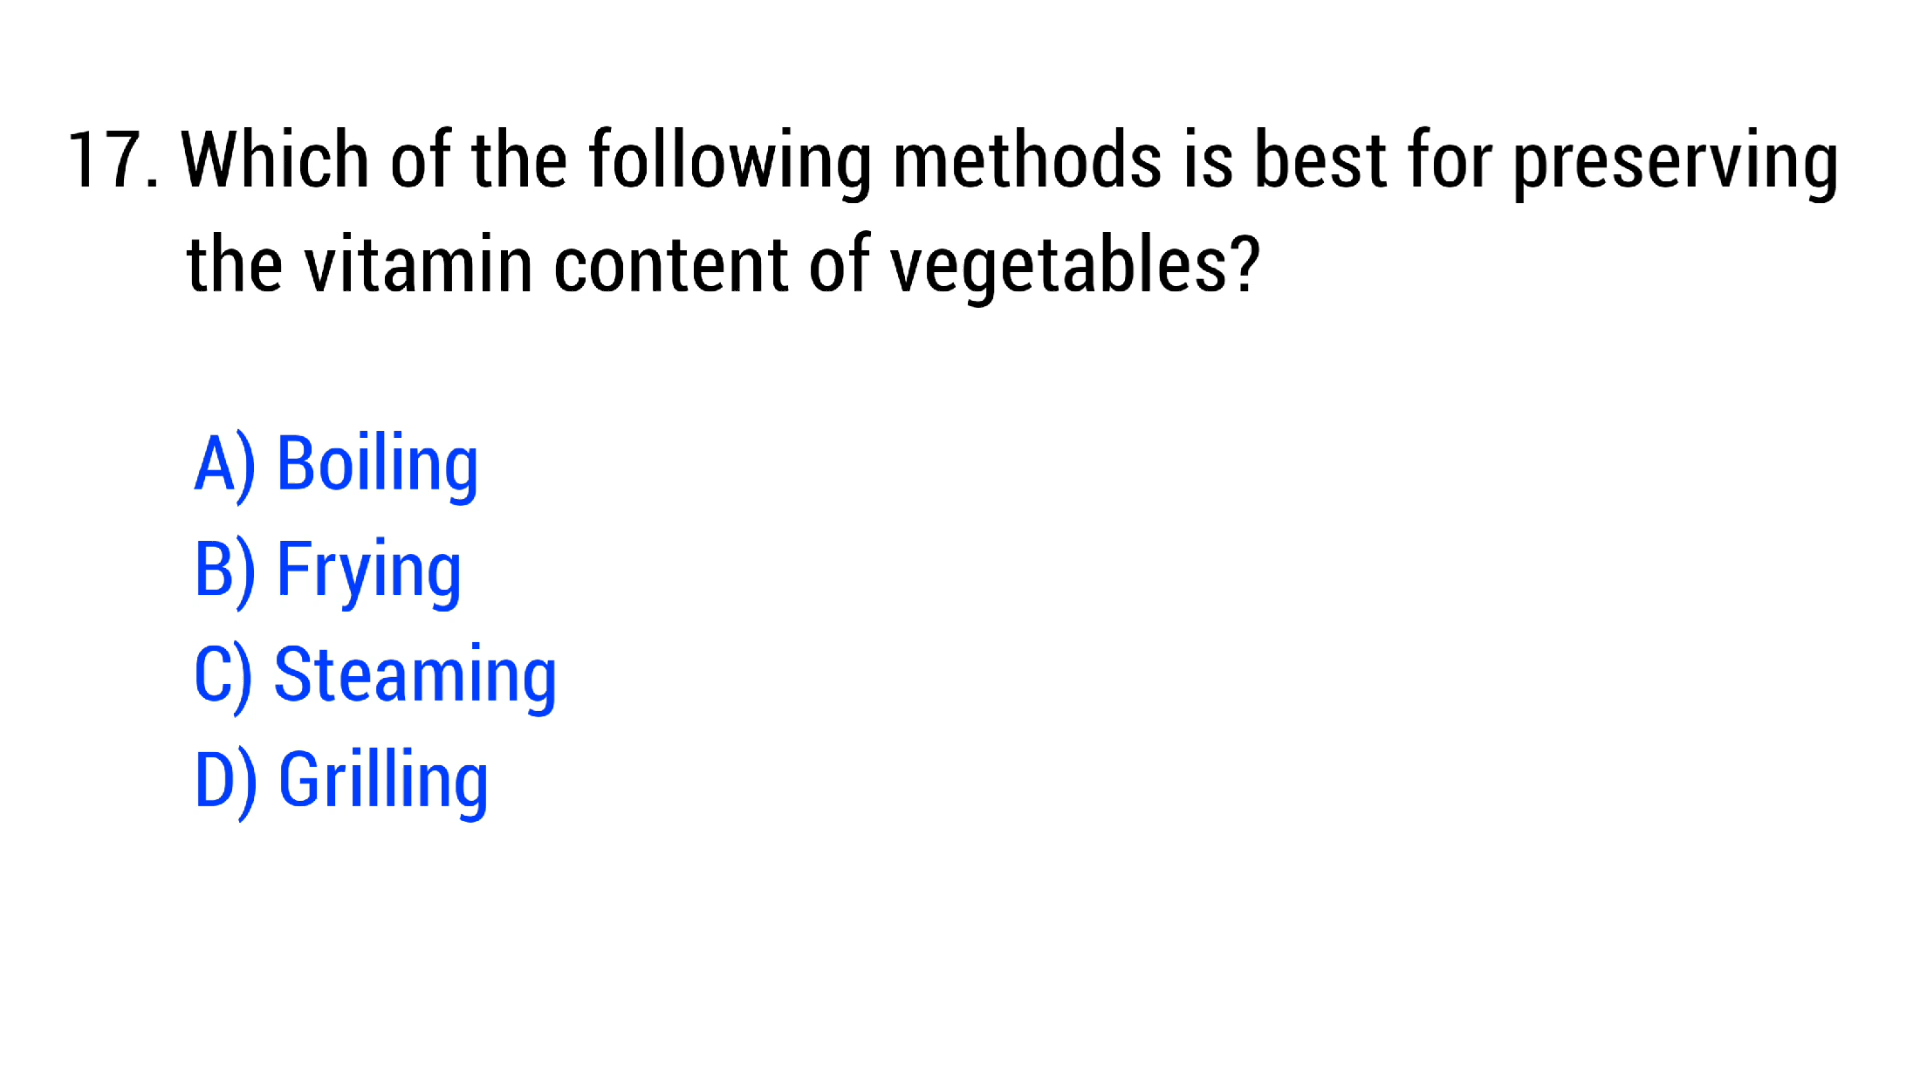 17. Which of the following methods is best for preserving
the vitamin content of vegetables?
A) Boiling
B) Frying
C) Steaming
D) Grilling